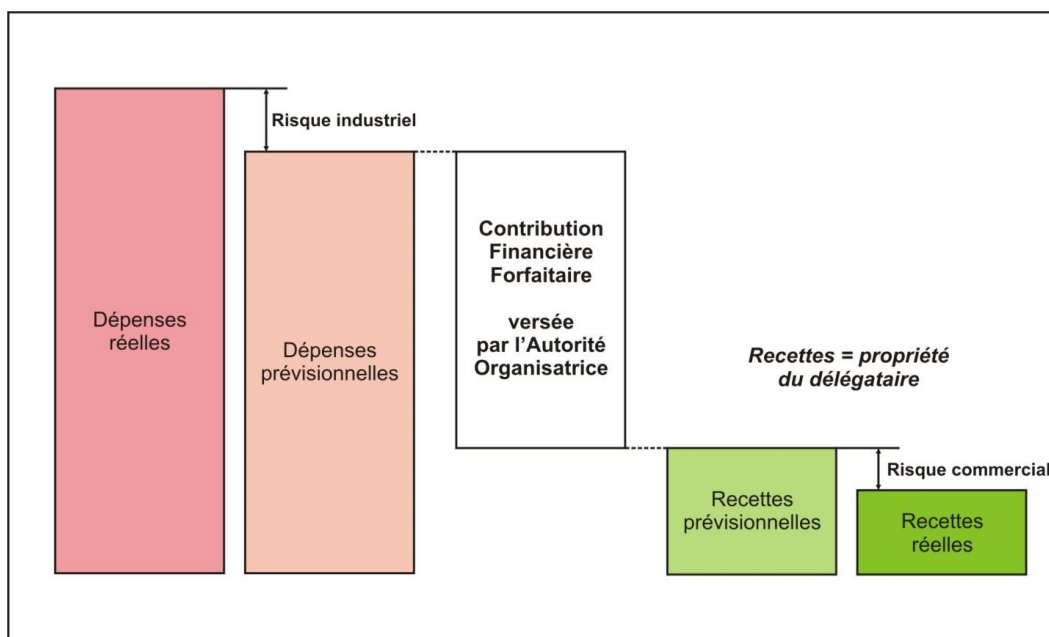 Risque industriel
Dépenses
réelles
Dépenses
prévisionnelles
Contribution
Financière
Forfaitaire
versée
par l’Autorité
Organisatrice
Recettes = propriété
du délégataire
Risque commercial
Recettes
prévisionnelles
Recettes
réelles